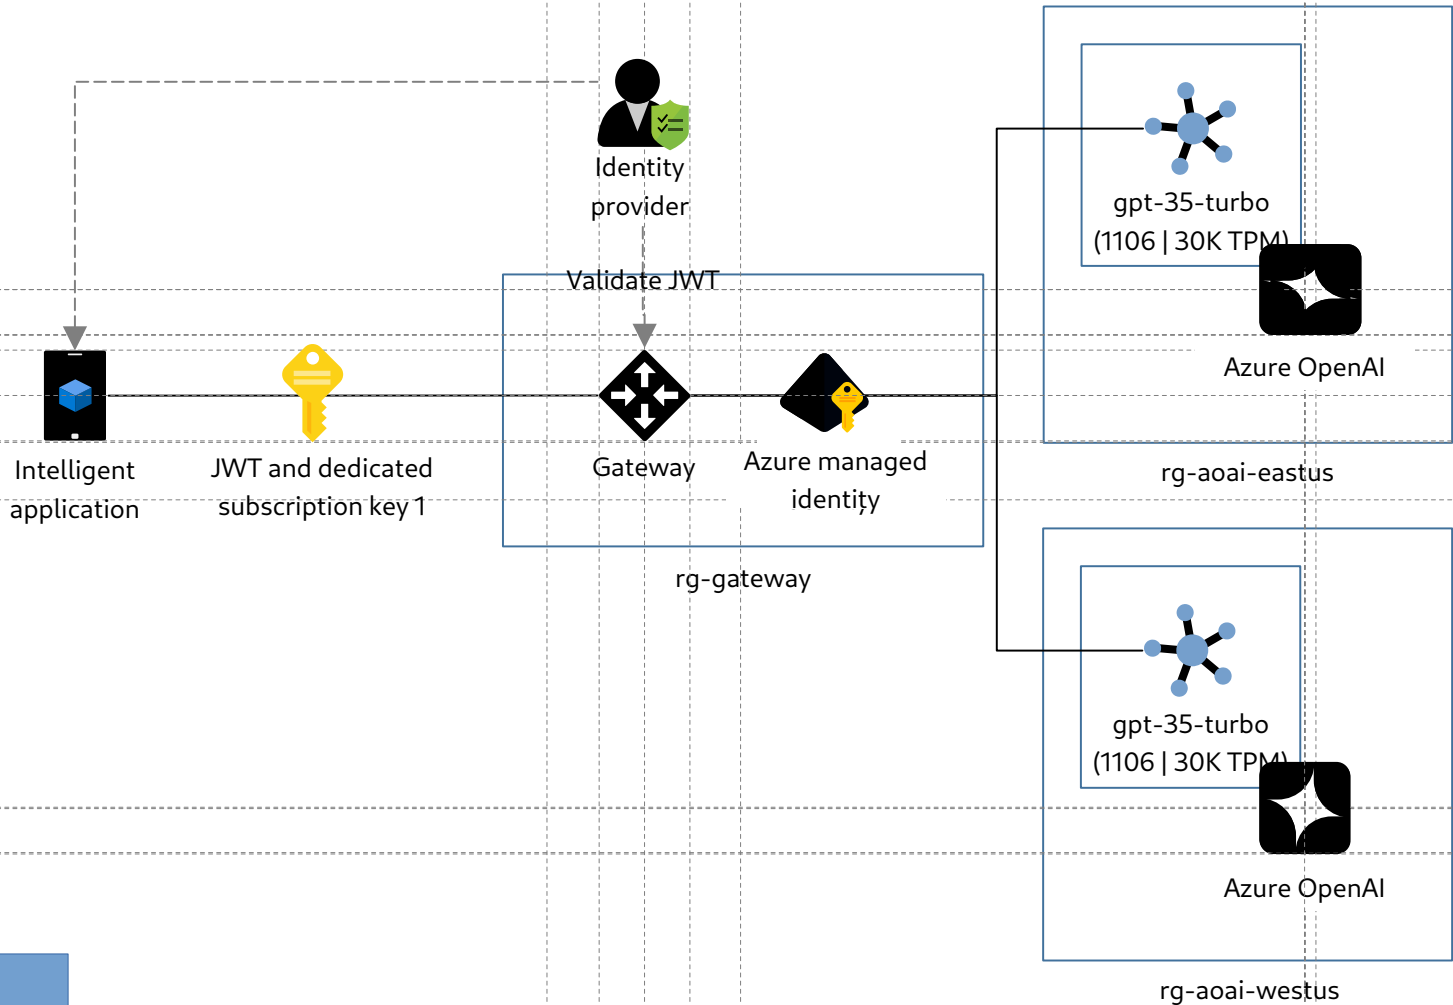 Identity
provider
gpt-35-turbo
(1106 | 30K TPM)
Validate JWT
Azure OpenAI
Intelligent
application
JWT and dedicated
subscription key 1
Gateway
Azure managed
identity
rg-aoai-eastus
rg-gateway
gpt-35-turbo
(1106 | 30K TPM)
Azure OpenAI
rg-aoai-westus